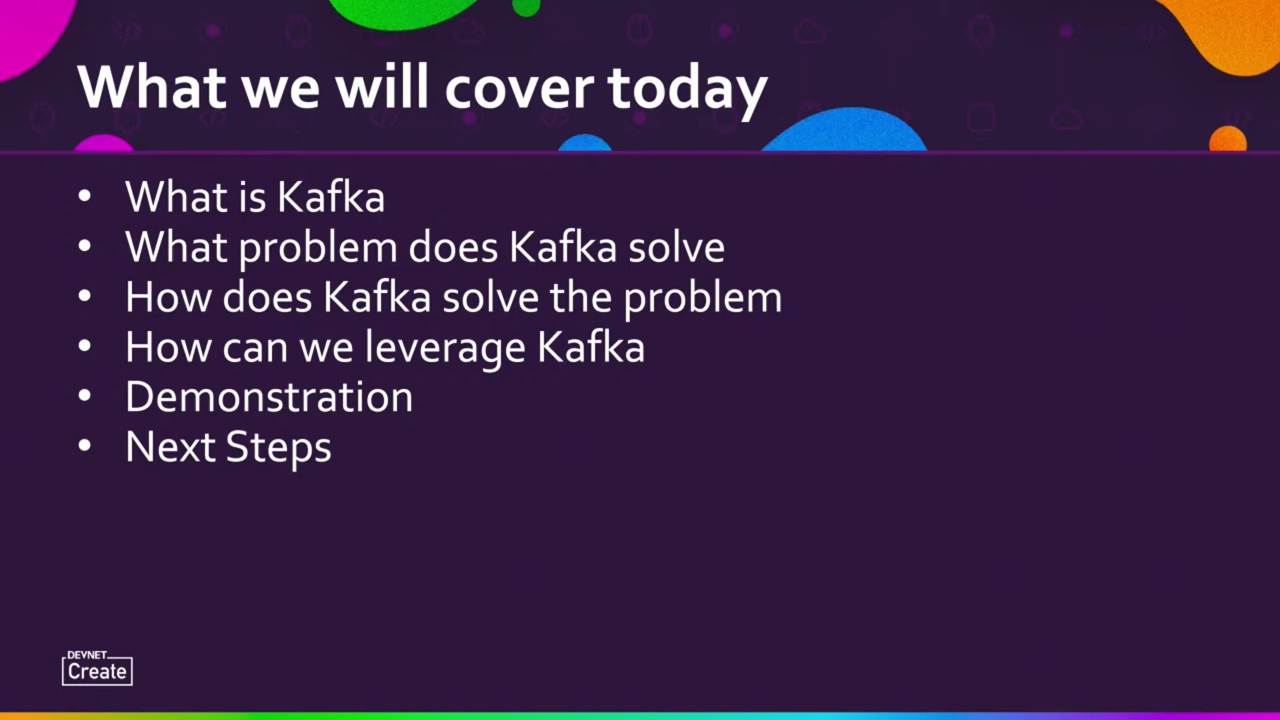 What we will cover today
• What is Kafka
• What problem does Kafka solve
• How does Kafka solve the problem
• How can we leverage Kafka
• Demonstration
• Next Steps
DEVNET
Create